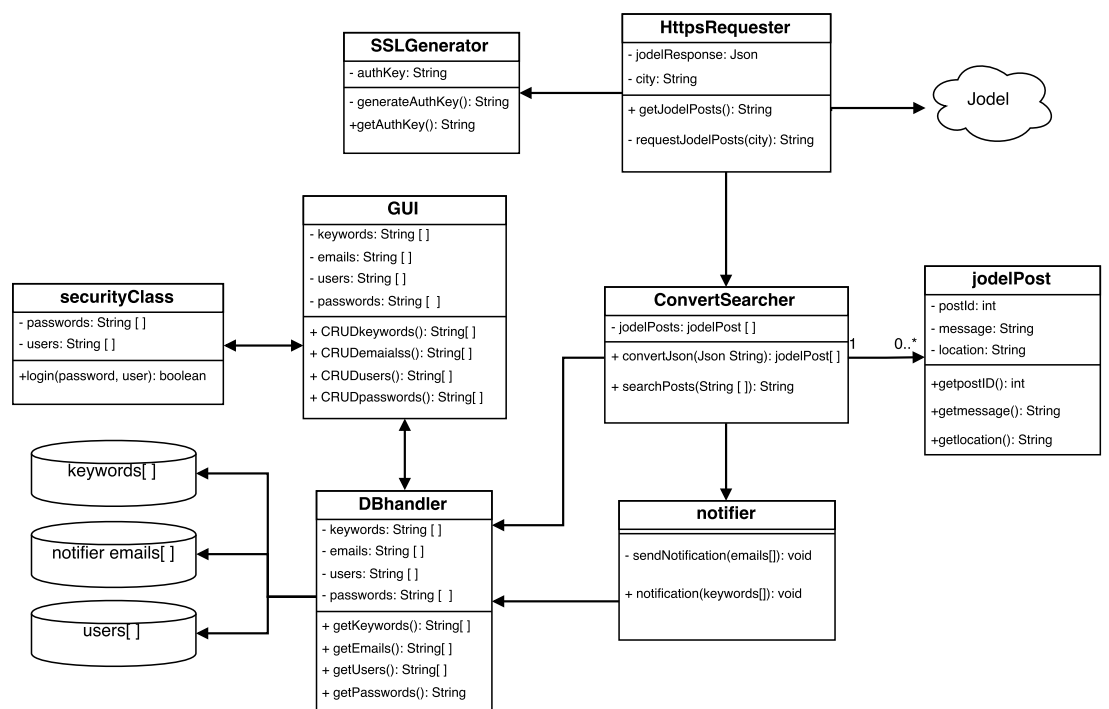 HttpsRequester
- jodelResponse: Json
- city: String
+ getJodelPosts(): String
- requestJodelPosts(city): String
SSLGenerator
- authKey: String
- generateAuthKey(): String
+getAuthKey(): String
Jodel
GUI
- keywords: String [ ]
- emails: String [ ]
- users: String [ ]
- passwords: String [ ]
+ CRUDkeywords(): String[ ]
+ CRUDemaialss(): String[ ]
+ CRUDusers(): String[ ]
+ CRUDpasswords(): String[ ]
securityClass
- passwords: String [ ]
- users: String [ ]
+login(password, user): boolean
ConvertSearcher
- jodelPosts: jodelPost [ ]
+ convertJson(Json String): jodelPost[ ]
+ searchPosts(String [ ]): String
1
0..*
jodelPost
- postId: int
- message: String
- location: String
+getpostID(): int
+getmessage(): String
+getlocation(): String
keywords[ ]
notifier emails[ ]
users[ ]
DBhandler
- keywords: String [ ]
- emails: String [ ]
- users: String [ ]
- passwords: String [ ]
+ getKeywords(): String[ ]
+ getEmails(): String[ ]
+ getUsers(): String[ ]
+ getPasswords(): String
notifier
- sendNotification(emails[]): void
+ notification(keywords[]): void